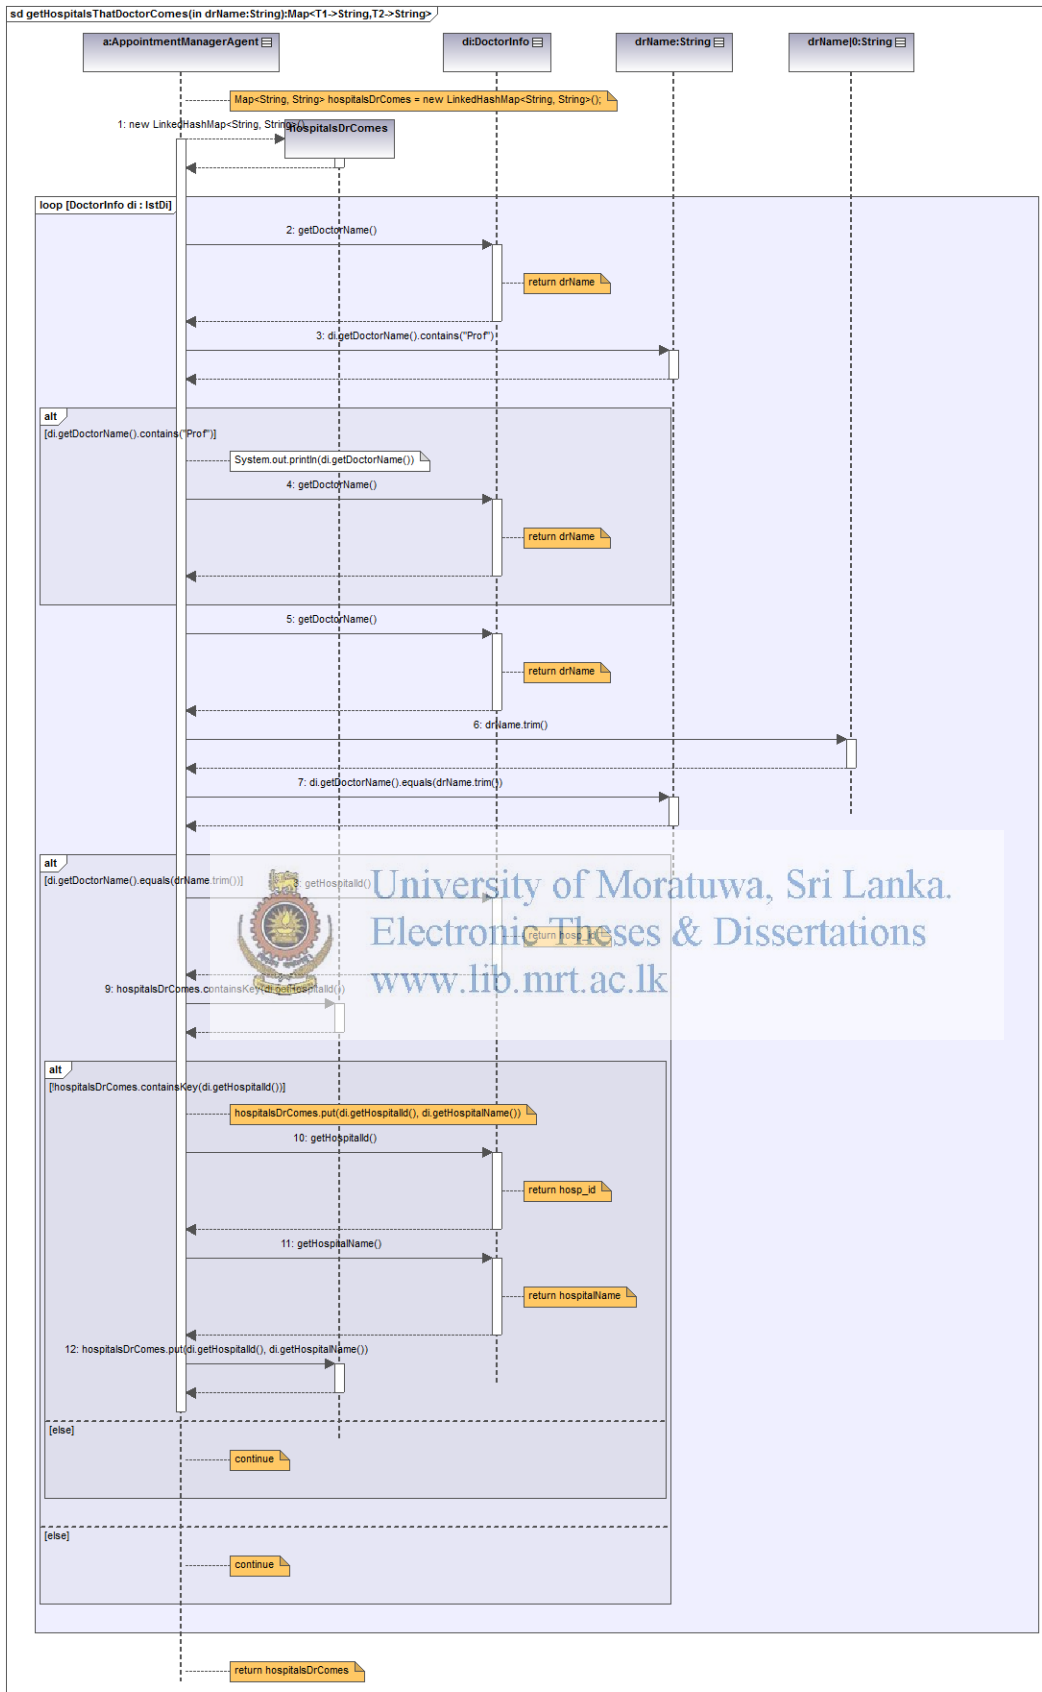 sd getHospitalsThatDoctorComes(in drName:String):Map<T1->String,T2->String>
a:AppointmentManagerAgent
di:DoctorInfo
drName:String
drName|0:String
Map<String, String> hospitalsDrComes = new LinkedHashMap<String, String>();
1: new LinkedHashMap<String, String>()
hospitalsDrComes
loop [DoctorInfo di : lstDi]
2: getDoctorName()
return drName
3: di.getDoctorName().contains("Prof")
alt
[di.getDoctorName().contains("Prof")]
System.out.println(di.getDoctorName())
4: getDoctorName()
return drName
5: getDoctorName()
return drName
6: drName.trim()
7: di.getDoctorName().equals(drName.trim())
alt
[di.getDoctorName().equals(drName.trim())]
8: getHospitalId()
University of Moratuwa, Sri Lanka.
Electronic Theses & Dissertations
return hosp_id
www.lib.mrt.ac.lk
9: hospitalsDrComes.containsKey(di.getHospitalId())
alt
[!hospitalsDrComes.containsKey(di.getHospitalId())]
hospitalsDrComes.put(di.getHospitalId(), di.getHospitalName())
10: getHospitalId()
return hosp_id
11: getHospitalName()
return hospitalName
12: hospitalsDrComes.put(di.getHospitalId(), di.getHospitalName())
[else]
continue
[else]
continue
return hospitalsDrComes